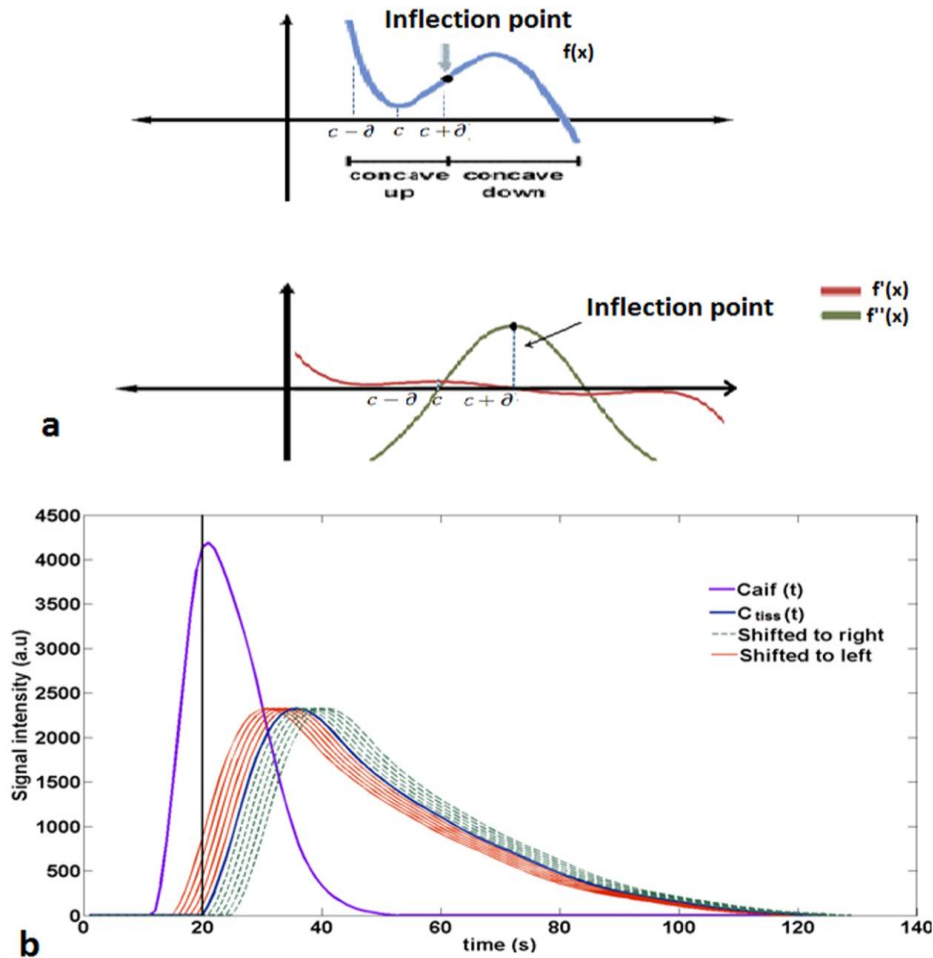 Inflection point
f(x)
c − ∂ c c + ∂
concave up
concave down
f'(x)
f''(x)
Inflection point
c − ∂ c c + ∂
a
4500
4000
3500
3000
2500
2000
1500
1000
500
0
Signal intensity (a.u)
Caif (t)
C tiss (t)
Shifted to right
Shifted to left
0 20 40 60 80 100 120 140
time (s)
b